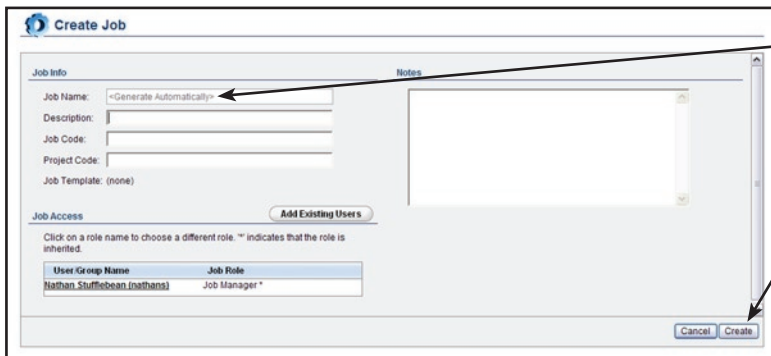 Create Job
Job Info
Job Name: <Generate Automatically>
Description:
Job Code:
Project Code:
Job Template: (none)
Notes
Job Access
Add Existing Users
Click on a role name to choose a different role. '*' indicates that the role is
inherited.
User/Group Name Job Role
Nathan Stufflebean (nathans) Job Manager *
Cancel Create